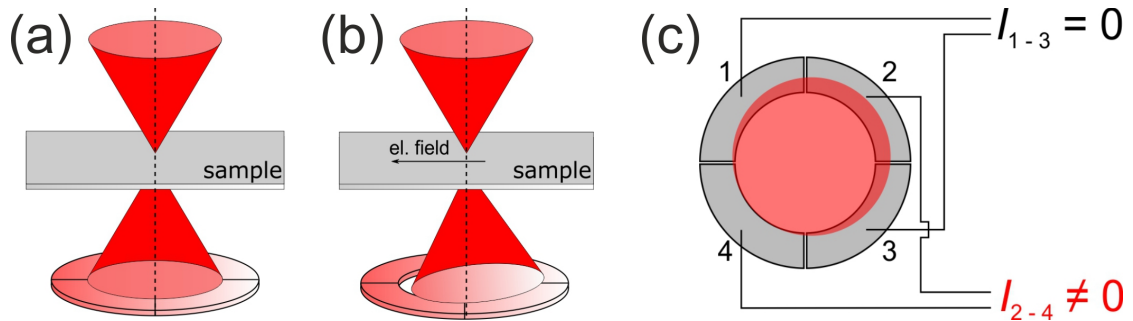 (a)
sample
(b)
el. field
sample
(c)
1
2
3
4
I1 - 3 = 0
I2 - 4 ≠ 0